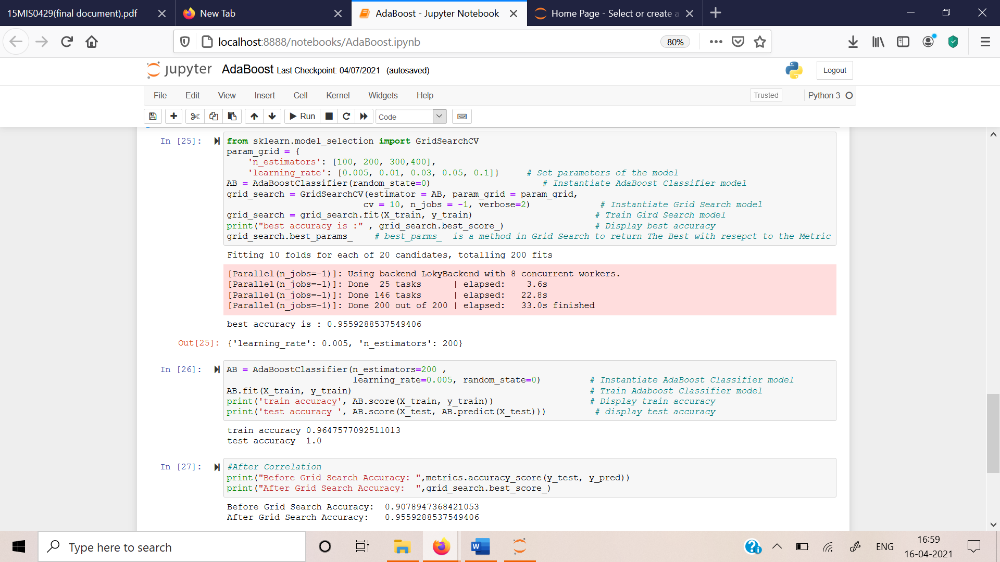 15MIS0429(final document).pdf
New Tab
AdaBoost - Jupyter Notebook
Home Page - Select or create a
localhost:8888/notebooks/AdaBoost.ipynb
80%
jupyter AdaBoost Last Checkpoint: 04/07/2021 (autosaved)
Logout
File Edit View Insert Cell Kernel Widgets Help
Trusted
Python 3
Run
Code
In [25]:
from sklearn.model_selection import GridSearchCV
param_grid = {
    'n_estimators': [100, 200, 300,400],
    'learning_rate': [0.005, 0.01, 0.03, 0.05, 0.1]} # Set parameters of the model
AB = AdaBoostClassifier(random_state=0) # Instantiate AdaBoost Classifier model
grid_search = GridSearchCV(estimator = AB, param_grid = param_grid,
cv = 10, n_jobs = -1, verbose=2) # Instantiate Grid Search model
grid_search = grid_search.fit(X_train, y_train) # Train Gird Search model
print("best accuracy is :" , grid_search.best_score_) # Display best accuracy
grid_search.best_params_ # best_parms_ is a method in Grid Search to return The Best with resepct to the Metric
Fitting 10 folds for each of 20 candidates, totalling 200 fits
[Parallel(n_jobs=-1)]: Using backend LokyBackend with 8 concurrent workers.
[Parallel(n_jobs=-1)]: Done  25 tasks      | elapsed:    3.6s
[Parallel(n_jobs=-1)]: Done 146 tasks      | elapsed:   22.8s
[Parallel(n_jobs=-1)]: Done 200 out of 200 | elapsed:   33.0s finished
best accuracy is : 0.9559288537549406
Out[25]: {'learning_rate': 0.005, 'n_estimators': 200}
In [26]:
AB = AdaBoostClassifier(n_estimators=200 ,
learning_rate=0.005, random_state=0) # Instantiate AdaBoost Classifier model
AB.fit(X_train, y_train) # Train Adaboost Classifier model
print('train accuracy', AB.score(X_train, y_train)) # Display train accuracy
print('test accuracy ', AB.score(X_test, AB.predict(X_test))) # display test accuracy
train accuracy 0.9647577092511013
test accuracy  1.0
In [27]:
#After Correlation
print("Before Grid Search Accuracy: ",metrics.accuracy_score(y_test, y_pred))
print("After Grid Search Accuracy:  ",grid_search.best_score_)
Before Grid Search Accuracy:  0.9078947368421053
After Grid Search Accuracy:   0.9559288537549406
Type here to search
W
ENG
16:59
16-04-2021